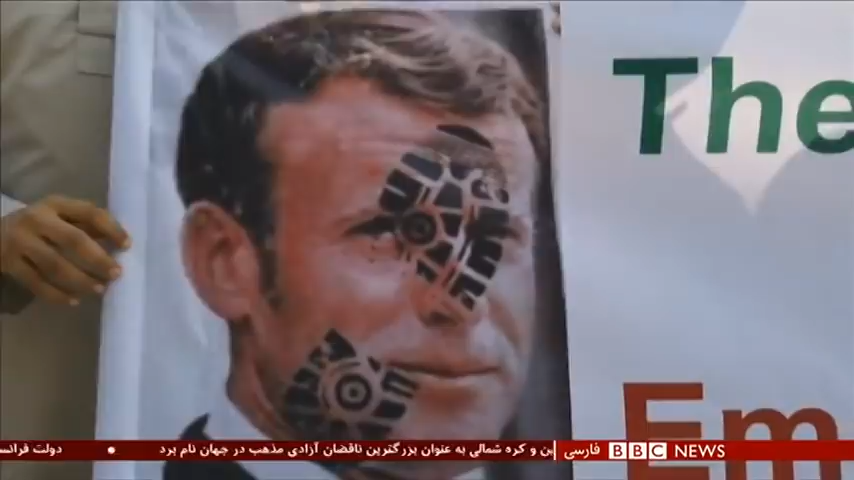 The
Em
دولت فرانس
ین و کره شمالی به عنوان بزرگترین ناقضان آزادی مذهب در جهان نام برد
فارسی BBC NEWS